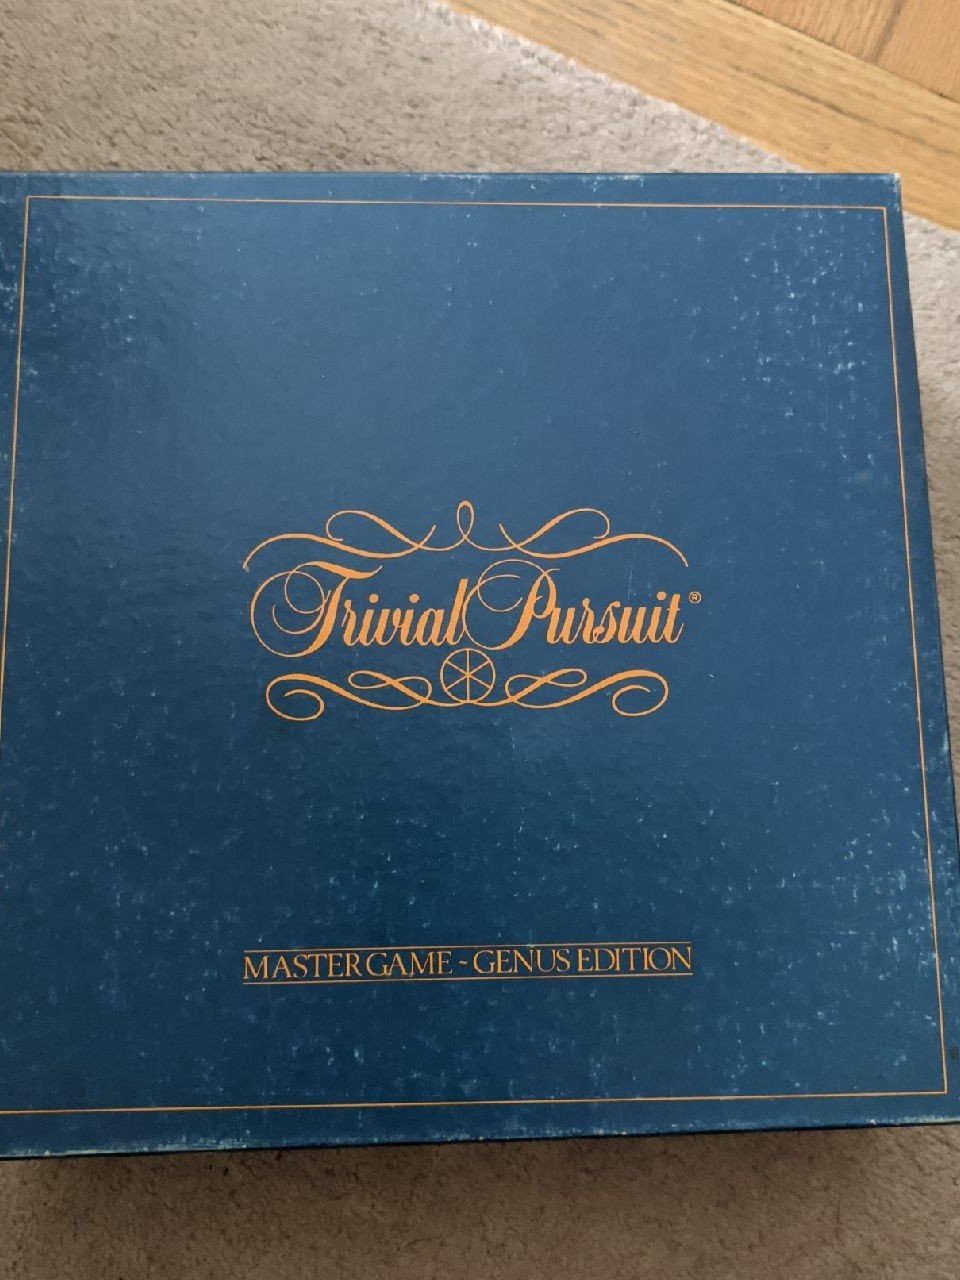 Trivial Pursuit®
MASTER GAME - GENUS EDITION